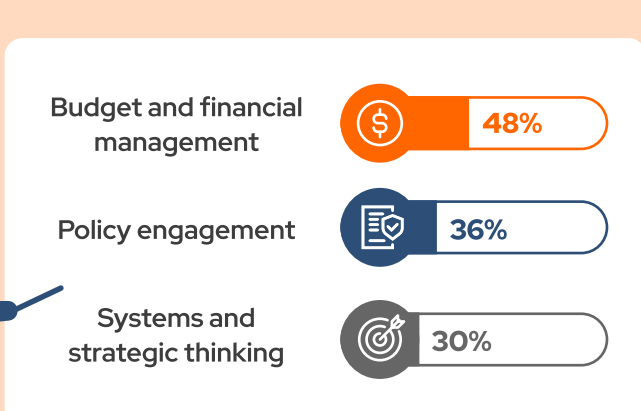 Budget and financial
management
48%
Policy engagement
36%
Systems and
strategic thinking
30%